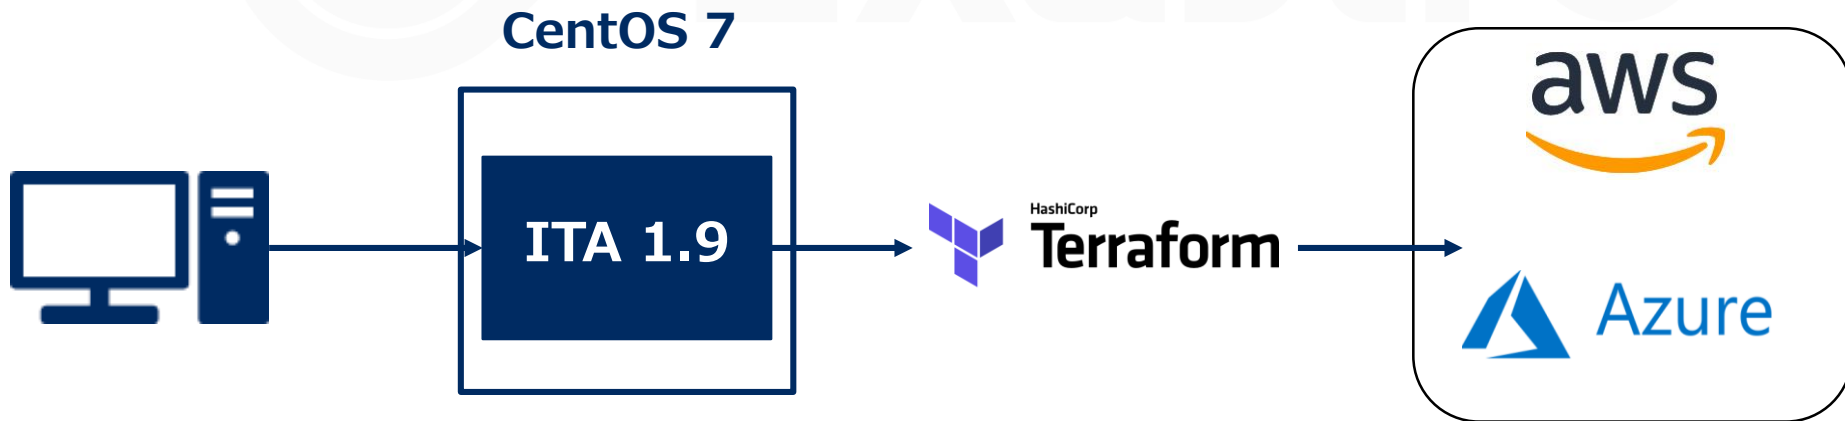 CentOS 7
ITA 1.9
HashiCorp
Terraform
aws
Azure